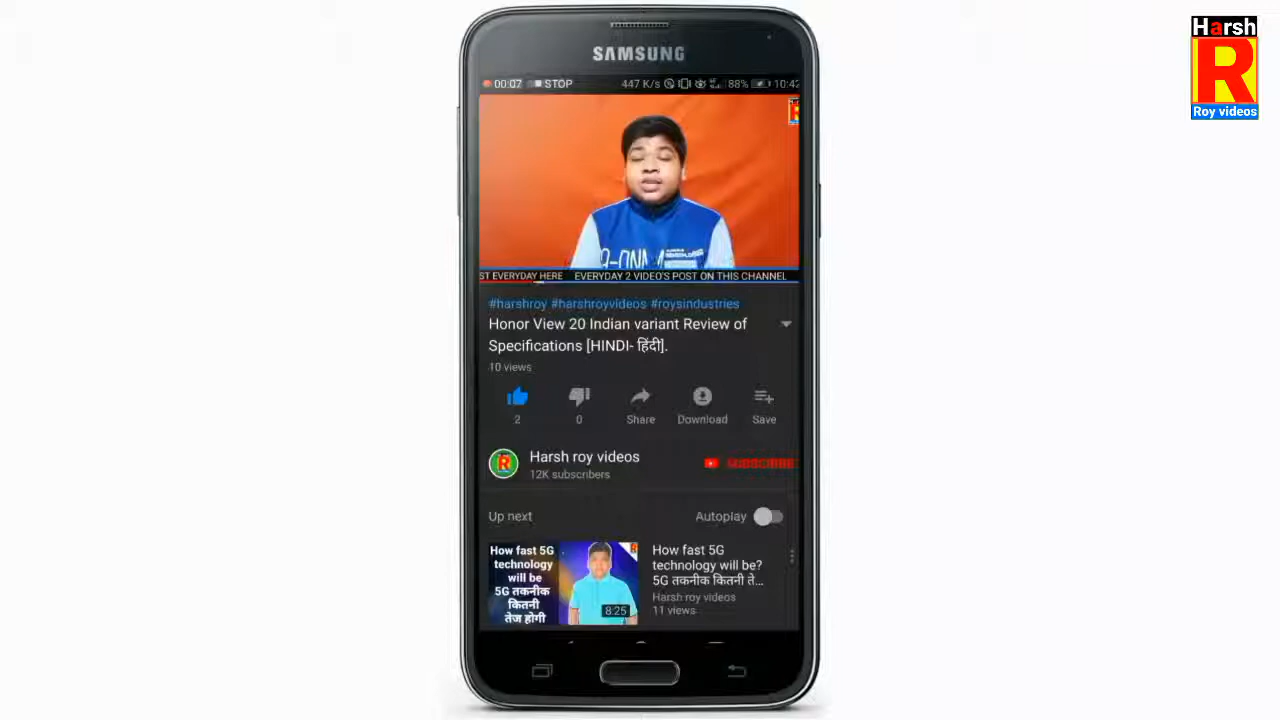 Harsh
R
Roy videos
SAMSUNG
00:07 STOP 447 K/s 88% 10:42
R
ST EVERYDAY HERE EVERYDAY 2 VIDEO'S POST ON THIS CHANNEL
#harshroy #harshroyvideos #roysindustries
Honor View 20 Indian variant Review of
Specifications [HINDI- हिंदी].
10 views
2 0 Share Download Save
R
Harsh roy videos
12K subscribers
SUBSCRIBE
Up next
Autoplay
How fast 5G
technology
will be
5G तकनीक
कितनी
तेज होगी
R
8:25
How fast 5G
technology will be?
5G तकनीक कितनी ते...
Harsh roy videos
11 views